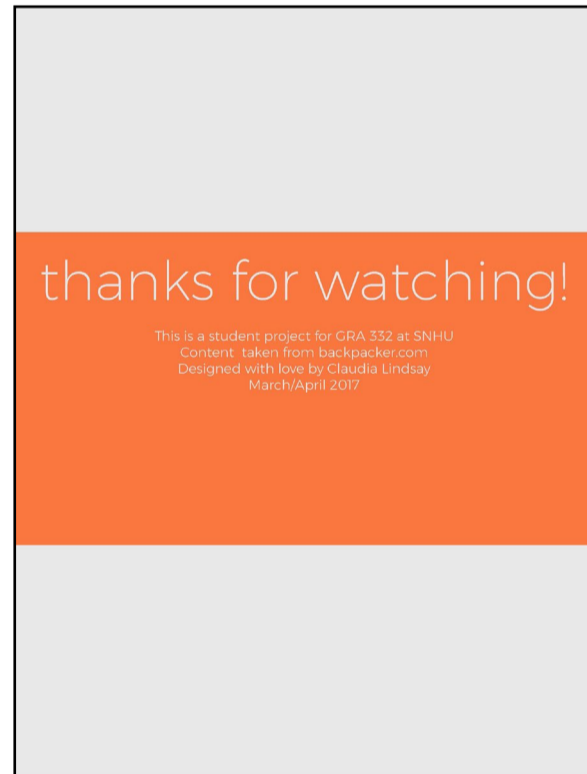 thanks for watching!
This is a student project for GRA 332 at SNHU
Content  taken from backpacker.com
Designed with love by Claudia Lindsay
March/April 2017